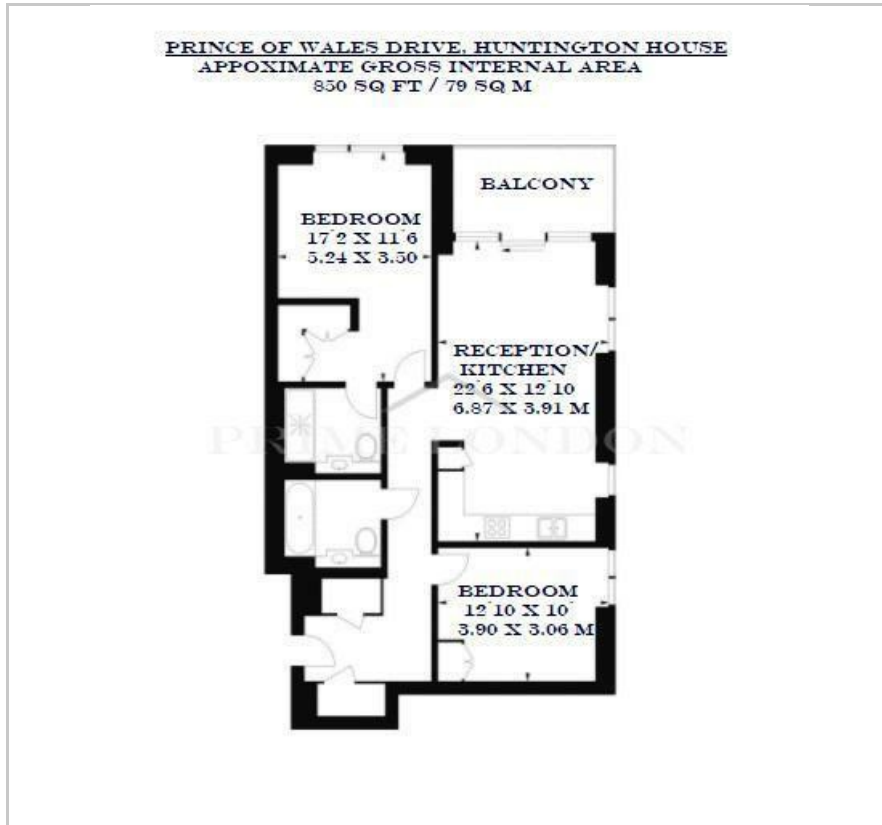 PRINCE OF WALES DRIVE, HUNTINGTON HOUSE
APPOXIMATE GROSS INTERNAL AREA
850 SQ FT / 79 SQ M
BALCONY
BEDROOM
17'2 X 11'6
5.24 X 3.50
RECEPTION/
KITCHEN
22'6 X 12'10
6.87 X 3.91 M
PRIME LONDON
BEDROOM
12'10 X 10'
3.90 X 3.06 M